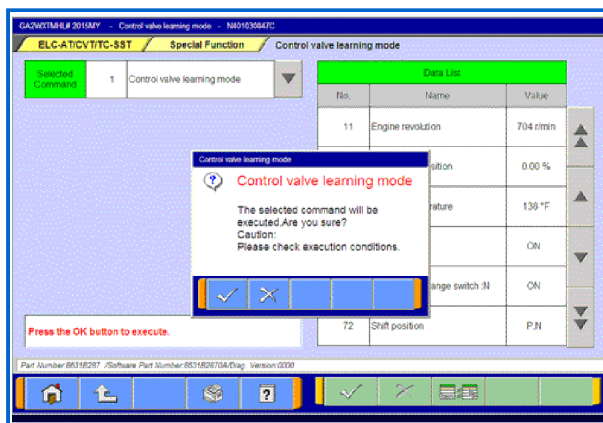 GA2WXTMHL# 2015MY - Control valve learning mode - N401030847C
ELC-AT/CVT/TC-SST
Special Function
Control valve learning mode
Selected Command
1
Control valve learning mode
Data List
No.
Name
Value
11
Engine revolution
704 r/min
sition
0.00 %
rature
138 °F
ON
ange switch :N
ON
72
Shift position
P,N
Control valve learning mode
Control valve learning mode
The selected command will be
executed.Are you sure?
Caution:
Please check execution conditions.
Press the OK button to execute.
Part Number:8631B287 /Software Part Number:8631B2870A/Diag. Version:0000